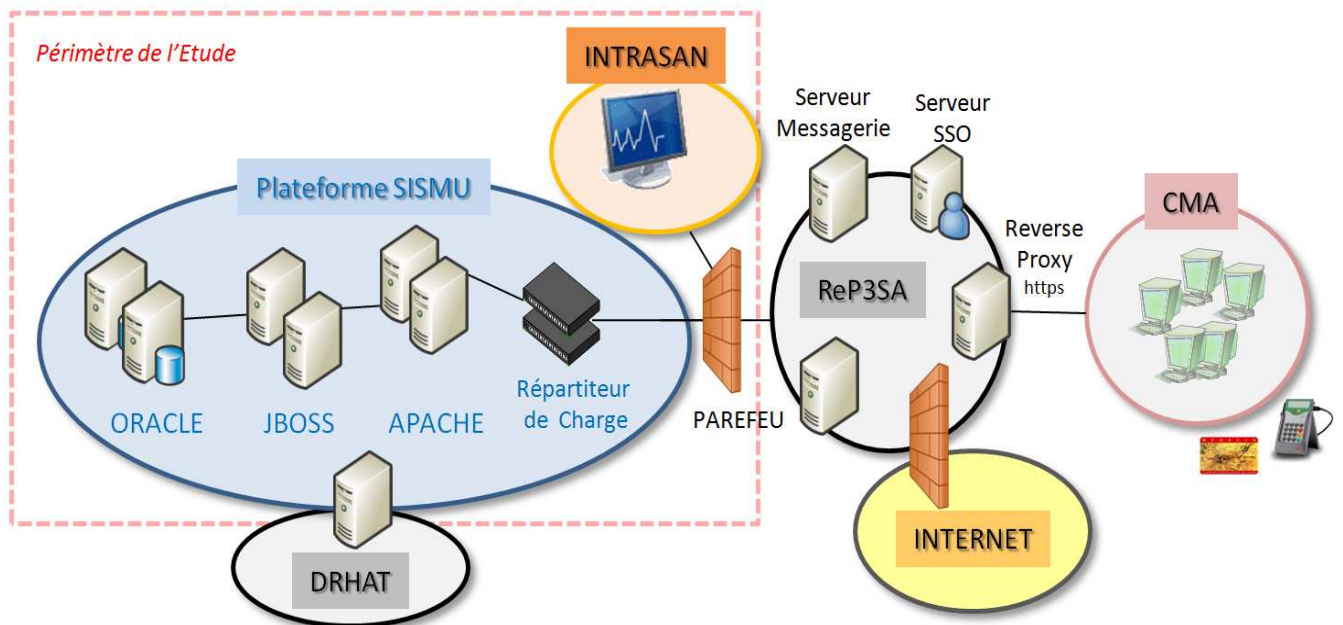 Périmètre de l'Etude
INTRASAN
Serveur
Messagerie
Serveur
SSO
Plateforme SISMU
CMA
Reverse
Proxy
https
ReP3SA
Répartiteur
de Charge
ORACLE
JBOSS
APACHE
PAREFEU
INTERNET
DRHAT